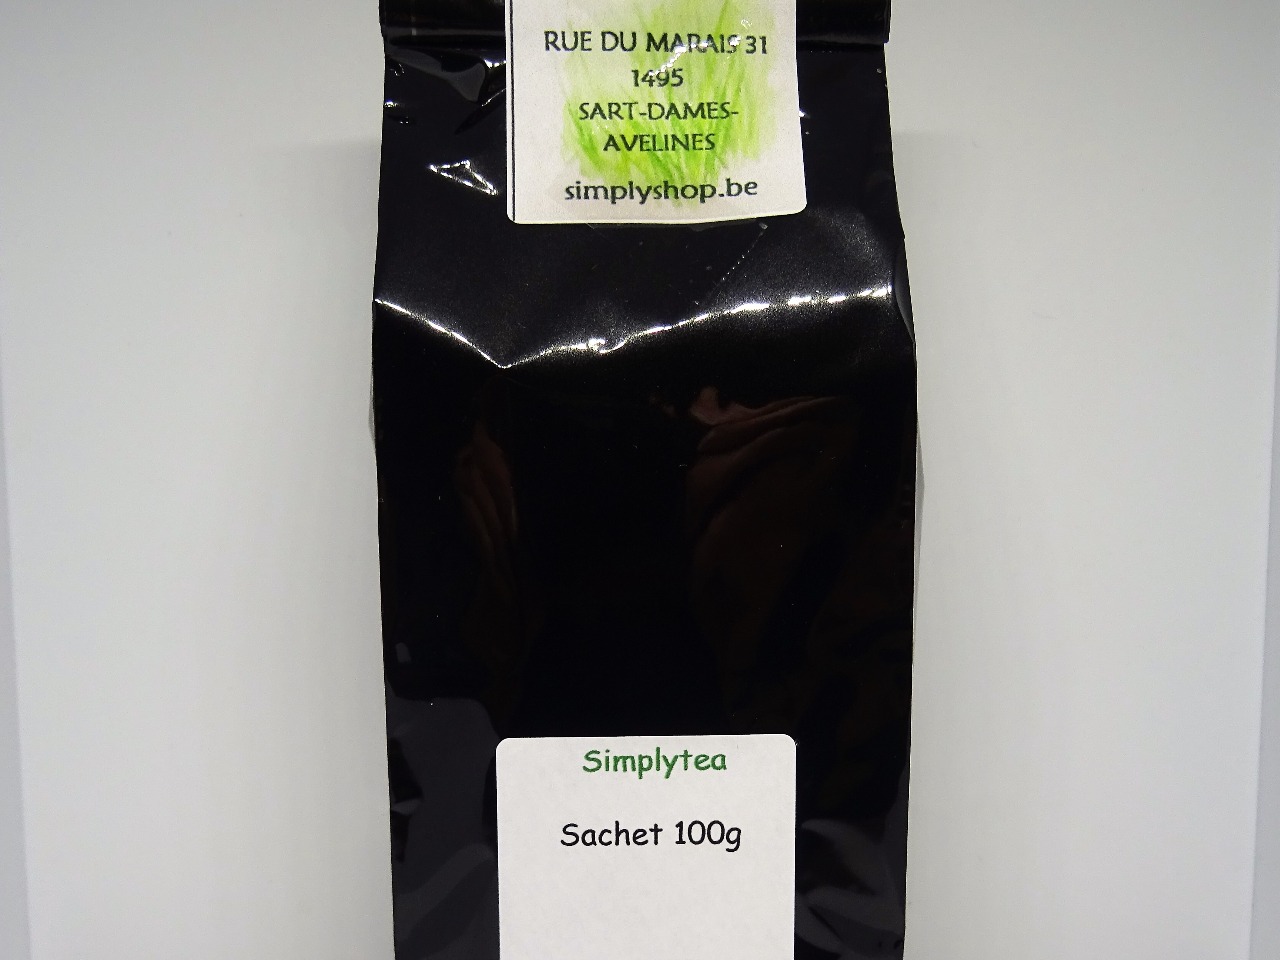 RUE DU MARAIS 31
1495
SART-DAMES-
AVELINES
simplyshop.be
Simplytea
Sachet 100g